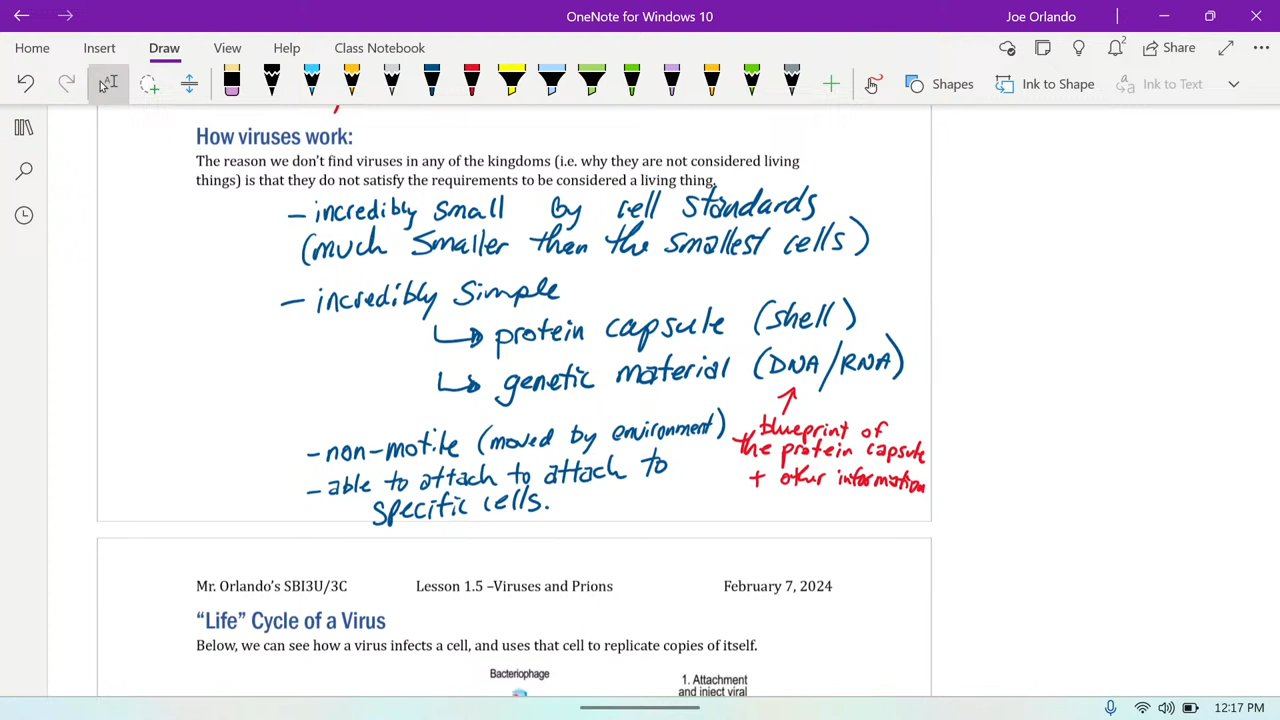 OneNote for Windows 10
Joe Orlando
Home Insert Draw View Help Class Notebook
2
Share
Shapes
Ink to Shape
Ink to Text
How viruses work:
The reason we don't find viruses in any of the kingdoms (i.e. why they are not considered living
things) is that they do not satisfy the requirements to be considered a living thing.
- incredibly small by cell standards
(much smaller than the smallest cells)
- incredibly simple
protein capsule (shell)
genetic material (DNA/RNA)
blueprint of
the protein capsule
+ other information
- non-motile (moved by environment)
- able to attach to attach to
specific cells.
Mr. Orlando's SBI3U/3C Lesson 1.5 –Viruses and Prions February 7, 2024
"Life" Cycle of a Virus
Below, we can see how a virus infects a cell, and uses that cell to replicate copies of itself.
Bacteriophage
1. Attachment
and inject viral
12:17 PM